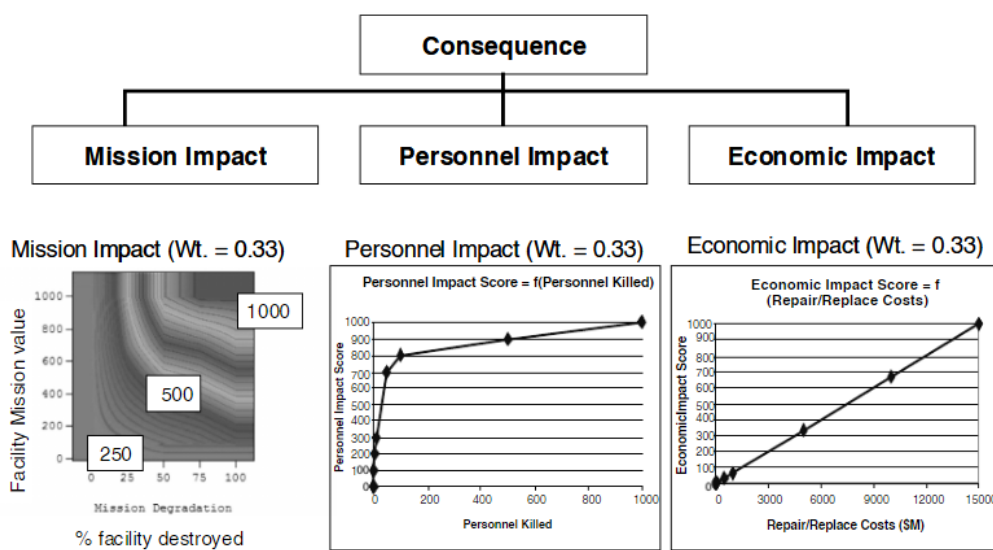 Consequence
Mission Impact
Personnel Impact
Economic Impact
Mission Impact (Wt. = 0.33)
Personnel Impact (Wt. = 0.33)
Economic Impact (Wt. = 0.33)
Facility Mission value
1000
800
600
400
200
0
1000
500
250
0
25
50
75
100
Mission Degradation
% facility destroyed
Personnel Impact Score = f(Personnel Killed)
Personnel Impact Score
1000
900
800
700
600
500
400
300
200
100
0
0
200
400
600
800
1000
Personnel Killed
Economic Impact Score = f
(Repair/Replace Costs)
EconomicImpact Score
1000
900
800
700
600
500
400
300
200
100
0
0
3000
6000
9000
12000
15000
Repair/Replace Costs ($M)